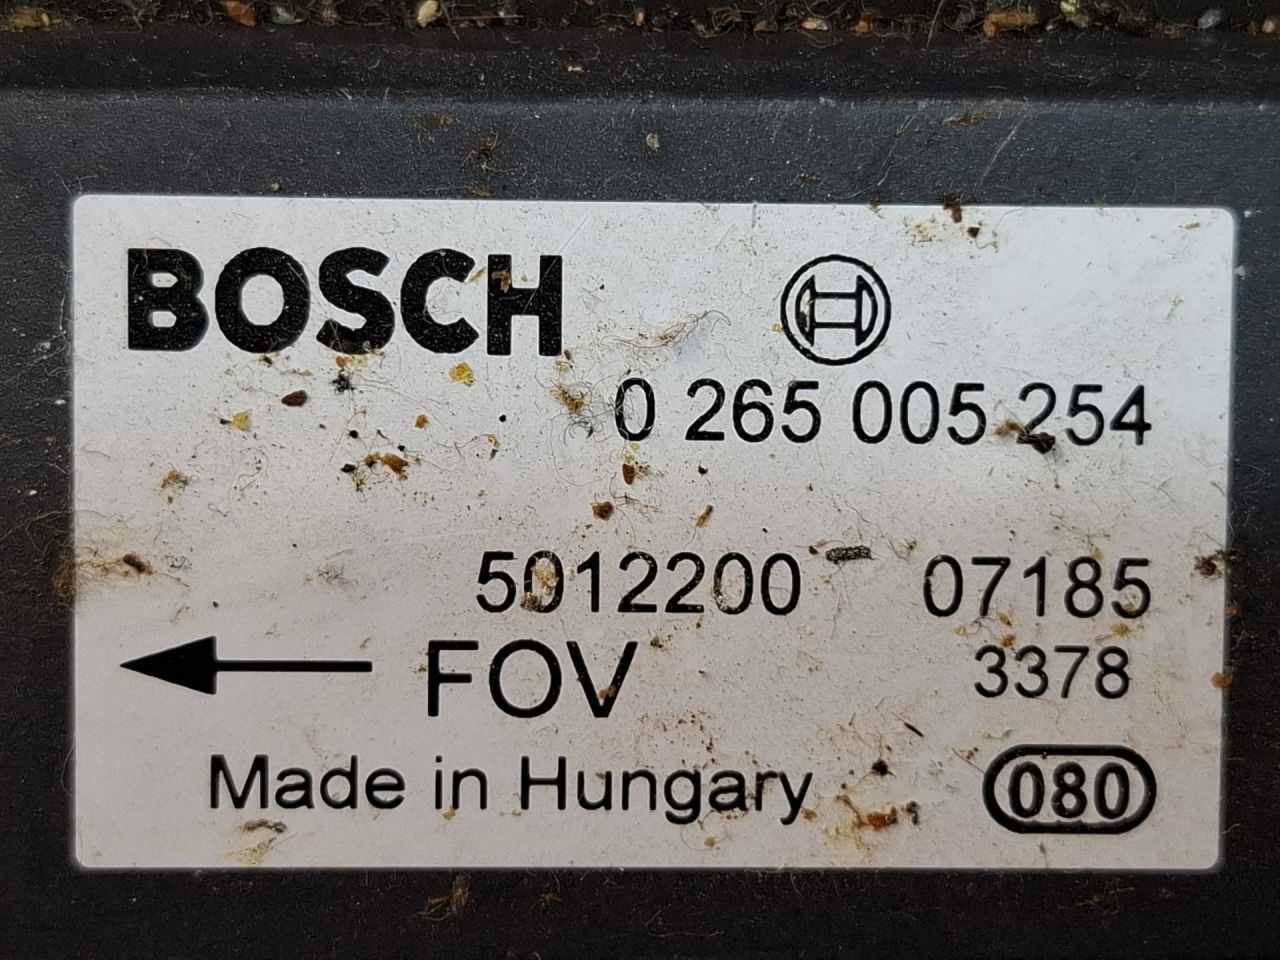 BOSCH
0 265 005 254
5012200 07185
FOV 3378
Made in Hungary 080